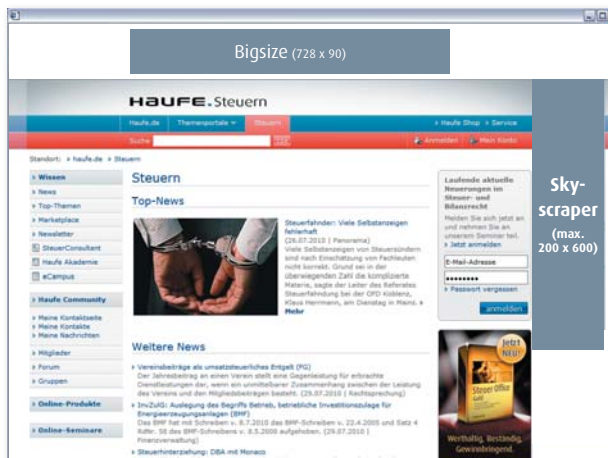 Bigsize (728 x 90)
HAUFE.Steuern
Haufe.de Themenportale Steuern » Haufe Shop » Service
Suche Anmelden Mein Konto
Standort: » haufe.de » Steuern
» Wissen
» News
» Top-Themen
» Marketplace
» Newsletter
SteuerConsultant
Haufe Akademie
eCampus
» Haufe Community
» Meine Kontaktseite
» Meine Kontakte
» Meine Nachrichten
» Mitglieder
» Forum
» Gruppen
» Online-Produkte
» Online-Seminare
Steuern
Top-News
Steuerfahnder: Viele Selbstanzeigen
fehlerhaft
(28.07.2010 | Panorama)
Viele Selbstanzeigen von Steuersündern
sind nach Einschätzung von Fachleuten
nicht korrekt. Grund sei in der
überwiegenden Zahl die komplizierte
Materie, sagte der Leiter des Referates
Steuerfahndung bei der OFD Koblenz,
Klaus Herrmann, am Dienstag in Mainz. »
Mehr
Weitere News
» Vereinsbeiträge als umsatzsteuerliches Entgelt (FG)
Der Jahresbeitrag an einen Verein stellt eine Gegenleistung für erbrachte
Dienstleistungen dar, wenn ein unmittelbarer Zusammenhang zwischen der Leistung
des Vereins und den Mitgliedsbeiträgen besteht. (29.07.2010 | Rechtsprechung)
» InvZulG: Auslegung des Begriffs Betrieb, betriebliche Investitionszulage für
Energieerzeugungsanlagen (BMF)
Das BMF hat mit Schreiben v. 8.7.2010 das BMF-Schreiben v. 22.4.2005 und Satz 4
RdNr. 58 des BMF-Schreibens v. 8.5.2008 aufgehoben. (29.07.2010 |
Finanzverwaltung)
» Steuerhinterziehung: DBA mit Monaco
Laufende aktuelle
Neuerungen im
Steuer- und
Bilanzrecht
Melden Sie sich jetzt an
und nehmen Sie an
unserem Seminar teil.
» Jetzt anmelden
E-Mail-Adresse
••••••••
» Passwort vergessen
anmelden
Jetzt
NEU!
Steuer Office
Gold
Werthaltig, Beständig,
Gewinnbringend.
Sky-
scraper
(max.
200 x 600)